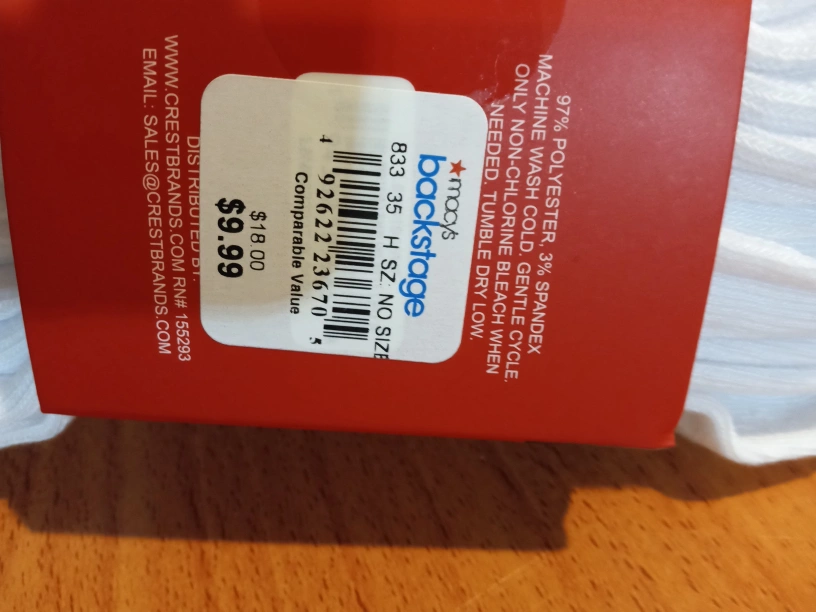 97% POLYESTER, 3% SPANDEX
MACHINE WASH COLD. GENTLE CYCLE.
ONLY NON-CHLORINE BLEACH WHEN
NEEDED. TUMBLE DRY LOW.
macy's
backstage
833 35 H SZ: NO SIZE
4 92622 23670 5
Comparable Value
$18.00
$9.99
DISTRIBUTED BY:
WWW.CRESTBRANDS.COM RN# 155293
EMAIL: SALES@CRESTBRANDS.COM